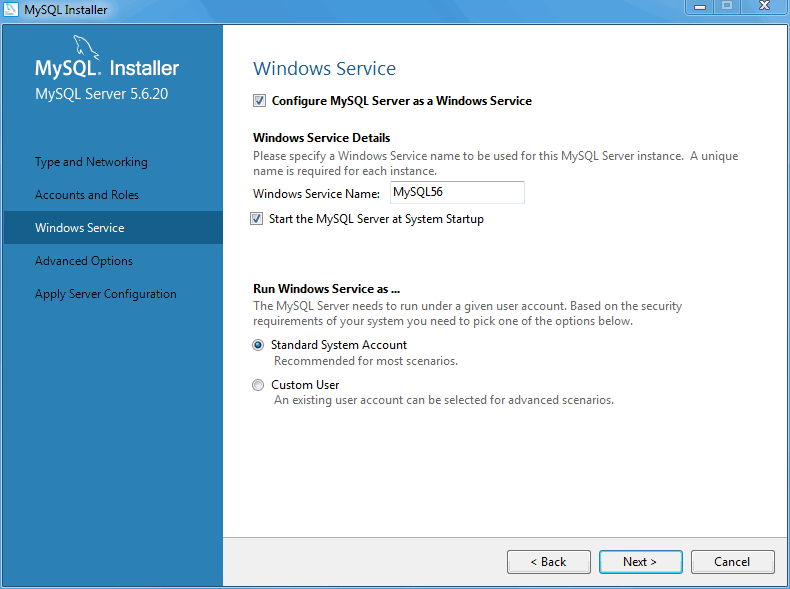 MySQL Installer
MySQL. Installer
MySQL Server 5.6.20
Type and Networking
Accounts and Roles
Windows Service
Advanced Options
Apply Server Configuration
Windows Service
Configure MySQL Server as a Windows Service
Windows Service Details
Please specify a Windows Service name to be used for this MySQL Server instance. A unique
name is required for each instance.
Windows Service Name: MySQL56
Start the MySQL Server at System Startup
Run Windows Service as ...
The MySQL Server needs to run under a given user account. Based on the security
requirements of your system you need to pick one of the options below.
Standard System Account
Recommended for most scenarios.
Custom User
An existing user account can be selected for advanced scenarios.
< Back Next > Cancel